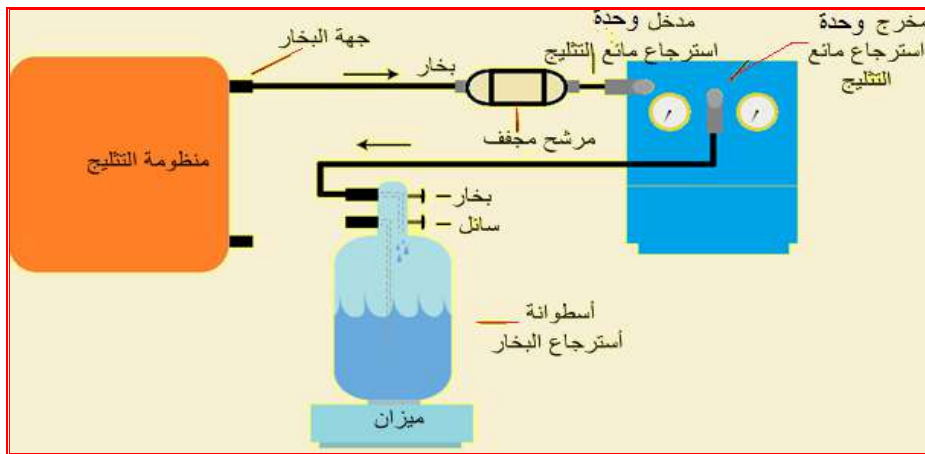 مخرج وحدة
استرجاع مائع
التثليج
مدخل وحدة
استرجاع مائع التثليج
جهة البخار
بخار
مرشح مجفف
منظومة التثليج
بخار
سائل
أسطوانة
أسترجاع البخار
ميزان